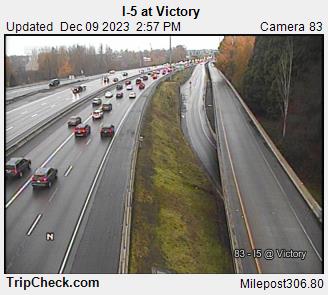 I-5 at Victory
Updated Dec 09 2023 2:57 PM Camera 83
N
83 - I5 @ Victory
TripCheck.com Milepost306.80